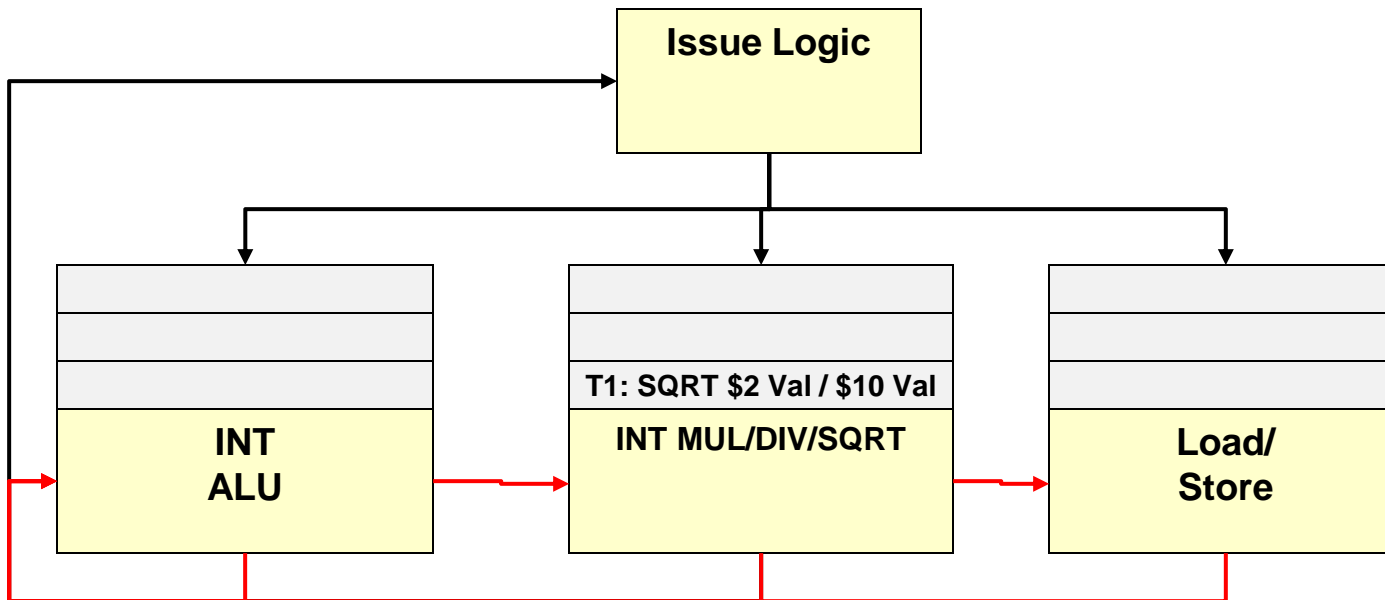 Issue Logic
T1: SQRT $2 Val / $10 Val
INT
ALU
INT MUL/DIV/SQRT
Load/
Store